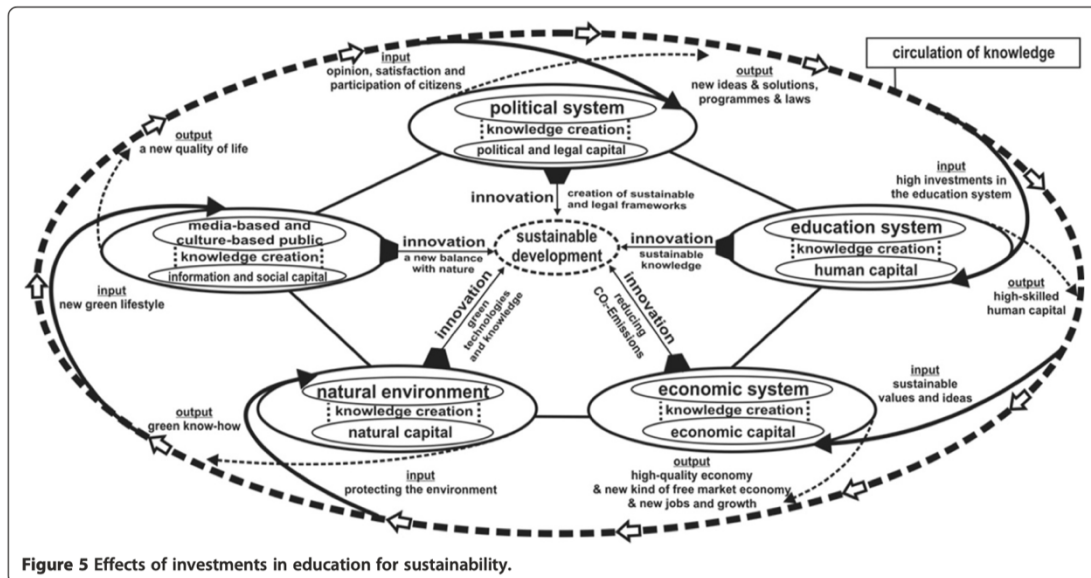 circulation of knowledge
input
opinion, satisfaction and
participation of citizens
output
new ideas & solutions,
programmes & laws
political system
knowledge creation
political and legal capital
output
a new quality of life
input
high investments in
the education system
innovation
creation of sustainable
and legal frameworks
media-based and
culture-based public
knowledge creation
information and social capital
innovation
a new balance
with nature
sustainable
development
innovation
sustainable
knowledge
education system
knowledge creation
human capital
input
new green lifestyle
output
high-skilled
human capital
innovation
green
technologies
and knowledge
innovation
reducing
CO₂-Emissions
natural environment
knowledge creation
natural capital
economic system
knowledge creation
economic capital
input
sustainable
values and ideas
output
green know-how
input
protecting the environment
output
high-quality economy
& new kind of free market economy
& new jobs and growth
Figure 5 Effects of investments in education for sustainability.